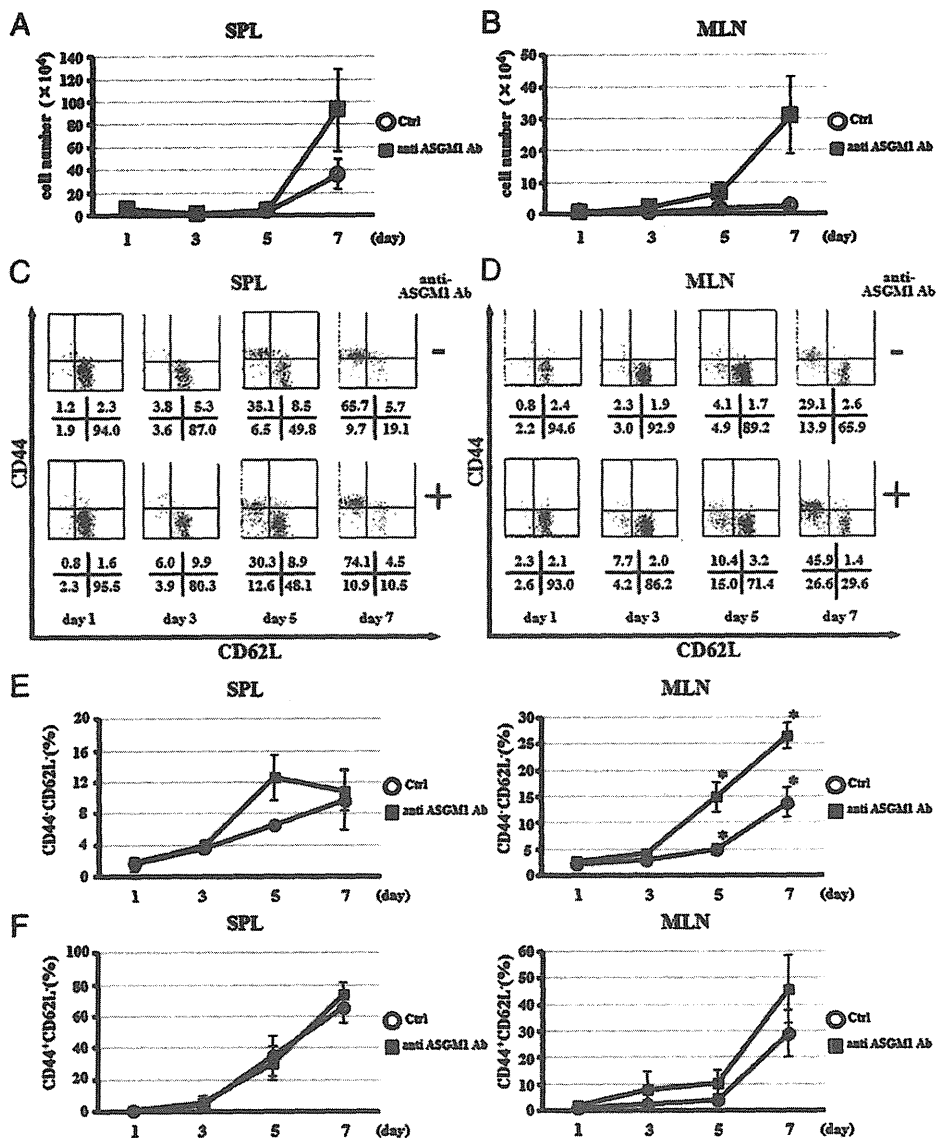 A
SPL
cell number (×10⁴)
140
120
100
80
60
40
20
0
1 3 5 7 (day)
Ctrl
anti ASGM1 Ab
B
MLN
cell number (×10⁴)
50
40
30
20
10
0
1 3 5 7 (day)
Ctrl
anti ASGM1 Ab
C
SPL
D
MLN
anti-
ASGM1 Ab
anti-
ASGM1 Ab
CD44
-
1.2 2.3 3.8 5.3 35.1 8.5 65.7 5.7
1.9 94.0 3.6 87.0 6.5 49.8 9.7 19.1
+
0.8 1.6 6.0 9.9 30.3 8.9 74.1 4.5
2.3 95.5 3.9 80.3 12.6 48.1 10.9 10.5
day 1 day 3 day 5 day 7
CD62L
CD44
-
0.8 2.4 2.3 1.9 4.1 1.7 29.1 2.6
2.2 94.6 3.0 92.9 4.9 89.2 13.9 65.9
+
2.3 2.1 7.7 2.0 10.4 3.2 45.9 1.4
2.6 93.0 4.2 86.2 15.0 71.4 26.6 29.6
day 1 day 3 day 5 day 7
CD62L
E
SPL
CD44⁻CD62L⁻(%)
20
16
12
8
4
0
1 3 5 7 (day)
Ctrl
anti ASGM1 Ab
MLN
CD44⁻CD62L⁻(%)
30
25
20
15
10
5
0
* * * *
1 3 5 7 (day)
Ctrl
anti ASGM1 Ab
F
SPL
CD44⁺CD62L⁻(%)
100
80
60
40
20
0
1 3 5 7 (day)
Ctrl
anti ASGM1 Ab
MLN
CD44⁺CD62L⁻(%)
60
50
40
30
20
10
0
1 3 5 7 (day)
Ctrl
anti ASGM1 Ab